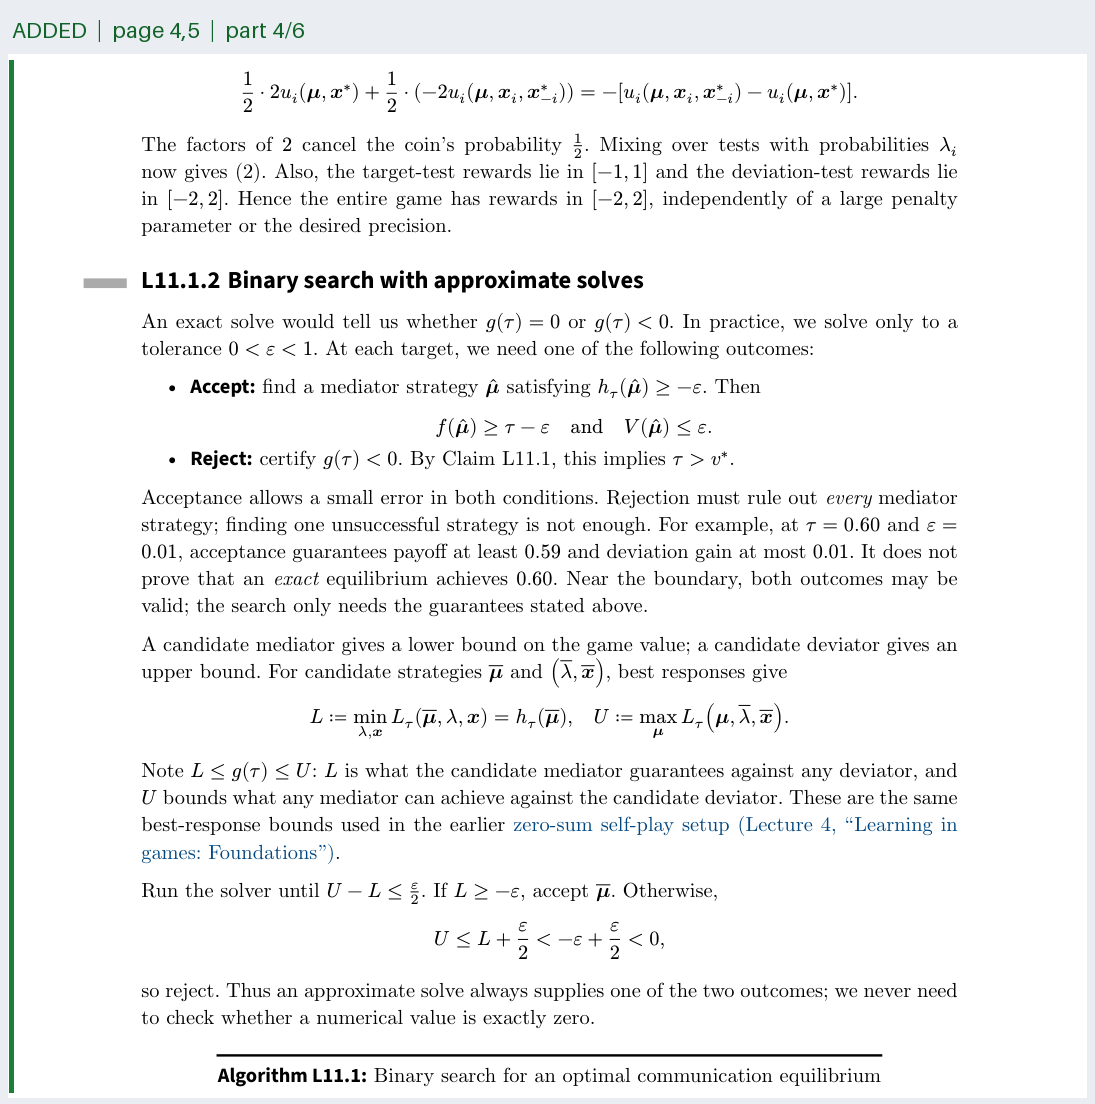 ADDED | page 4,5 | part 4/6
1/2 · 2u_i(μ, x*) + 1/2 · (−2u_i(μ, x_i, x*_{−i})) = −[u_i(μ, x_i, x*_{−i}) − u_i(μ, x*)].
The factors of 2 cancel the coin's probability 1/2. Mixing over tests with probabilities λ_i
now gives (2). Also, the target-test rewards lie in [−1, 1] and the deviation-test rewards lie
in [−2, 2]. Hence the entire game has rewards in [−2, 2], independently of a large penalty
parameter or the desired precision.
L11.1.2 Binary search with approximate solves
An exact solve would tell us whether g(τ) = 0 or g(τ) < 0. In practice, we solve only to a
tolerance 0 < ε < 1. At each target, we need one of the following outcomes:
• Accept: find a mediator strategy μ̂ satisfying h_τ(μ̂) ≥ −ε. Then
f(μ̂) ≥ τ − ε and V(μ̂) ≤ ε.
• Reject: certify g(τ) < 0. By Claim L11.1, this implies τ > v*.
Acceptance allows a small error in both conditions. Rejection must rule out every mediator
strategy; finding one unsuccessful strategy is not enough. For example, at τ = 0.60 and ε =
0.01, acceptance guarantees payoff at least 0.59 and deviation gain at most 0.01. It does not
prove that an exact equilibrium achieves 0.60. Near the boundary, both outcomes may be
valid; the search only needs the guarantees stated above.
A candidate mediator gives a lower bound on the game value; a candidate deviator gives an
upper bound. For candidate strategies μ̅ and (λ̅, x̅), best responses give
L := min_{λ,x} L_τ(μ̅, λ, x) = h_τ(μ̅), U := max_μ L_τ(μ, λ̅, x̅).
Note L ≤ g(τ) ≤ U: L is what the candidate mediator guarantees against any deviator, and
U bounds what any mediator can achieve against the candidate deviator. These are the same
best-response bounds used in the earlier zero-sum self-play setup (Lecture 4, “Learning in
games: Foundations”).
Run the solver until U − L ≤ ε/2. If L ≥ −ε, accept μ̅. Otherwise,
U ≤ L + ε/2 < −ε + ε/2 < 0,
so reject. Thus an approximate solve always supplies one of the two outcomes; we never need
to check whether a numerical value is exactly zero.
Algorithm L11.1: Binary search for an optimal communication equilibrium